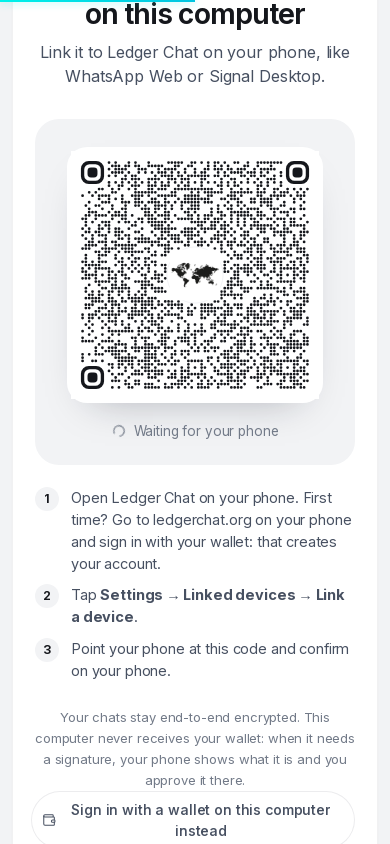 on this computer
Link it to Ledger Chat on your phone, like
WhatsApp Web or Signal Desktop.
Waiting for your phone
1 Open Ledger Chat on your phone. First
time? Go to ledgerchat.org on your phone
and sign in with your wallet: that creates
your account.
2 Tap Settings → Linked devices → Link
a device.
3 Point your phone at this code and confirm
on your phone.
Your chats stay end-to-end encrypted. This
computer never receives your wallet: when it needs
a signature, your phone shows what it is and you
approve it there.
Sign in with a wallet on this computer
instead